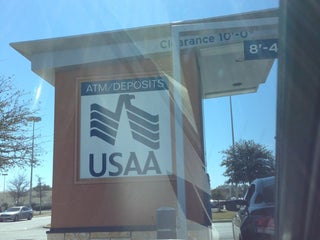 Clearance 10'-0
8'-4
ATM/DEPOSITS
USAA